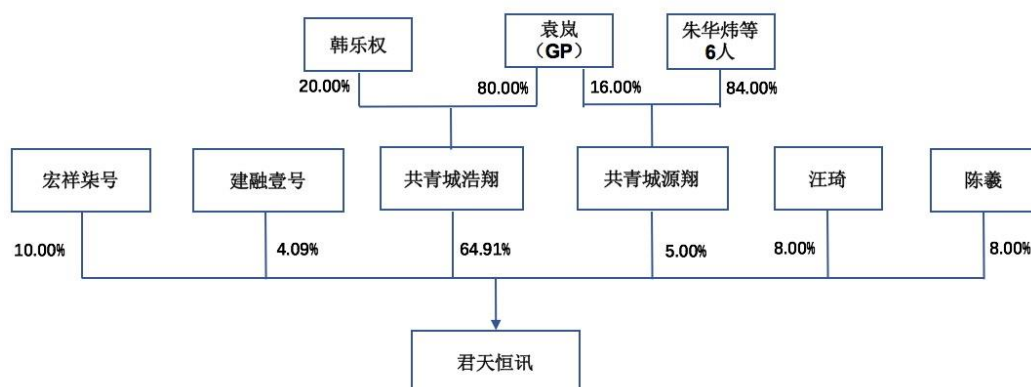 韩乐权
袁岚
（GP）
朱华炜等
6人
20.00%
80.00%
16.00%
84.00%
宏祥柒号
建融壹号
共青城浩翔
共青城源翔
汪琦
陈羲
10.00%
4.09%
64.91%
5.00%
8.00%
8.00%
君天恒讯